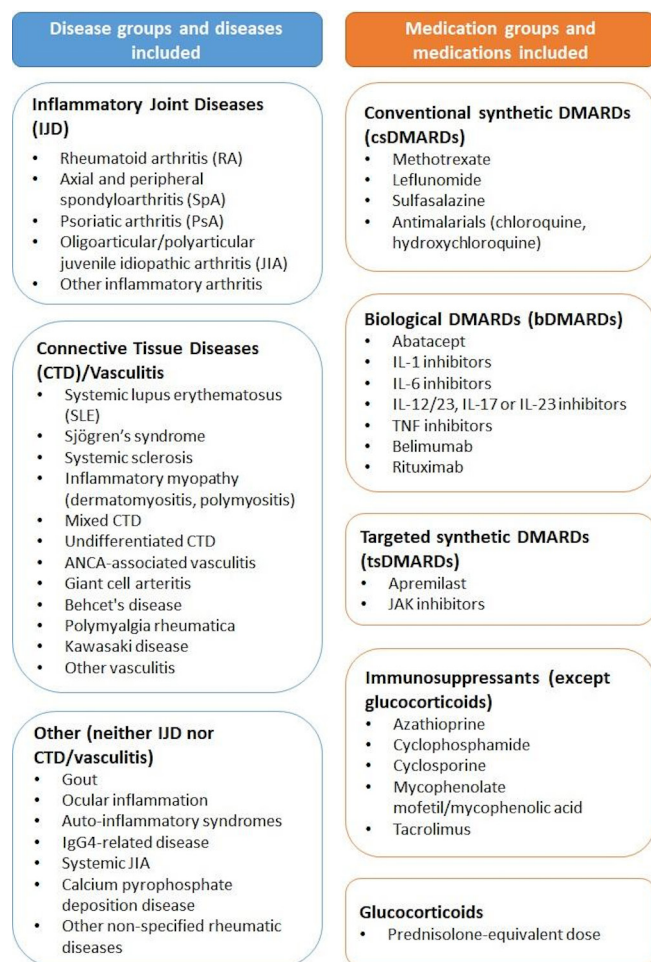 Disease groups and diseases
included
Inflammatory Joint Diseases
(IJD)
• Rheumatoid arthritis (RA)
• Axial and peripheral
spondyloarthritis (SpA)
• Psoriatic arthritis (PsA)
• Oligoarticular/polyarticular
juvenile idiopathic arthritis (JIA)
• Other inflammatory arthritis
Connective Tissue Diseases
(CTD)/Vasculitis
• Systemic lupus erythematosus
(SLE)
• Sjögren’s syndrome
• Systemic sclerosis
• Inflammatory myopathy
(dermatomyositis, polymyositis)
• Mixed CTD
• Undifferentiated CTD
• ANCA-associated vasculitis
• Giant cell arteritis
• Behcet's disease
• Polymyalgia rheumatica
• Kawasaki disease
• Other vasculitis
Other (neither IJD nor
CTD/vasculitis)
• Gout
• Ocular inflammation
• Auto-inflammatory syndromes
• IgG4-related disease
• Systemic JIA
• Calcium pyrophosphate
deposition disease
• Other non-specified rheumatic
diseases
Medication groups and
medications included
Conventional synthetic DMARDs
(csDMARDs)
• Methotrexate
• Leflunomide
• Sulfasalazine
• Antimalarials (chloroquine,
hydroxychloroquine)
Biological DMARDs (bDMARDs)
• Abatacept
• IL-1 inhibitors
• IL-6 inhibitors
• IL-12/23, IL-17 or IL-23 inhibitors
• TNF inhibitors
• Belimumab
• Rituximab
Targeted synthetic DMARDs
(tsDMARDs)
• Apremilast
• JAK inhibitors
Immunosuppressants (except
glucocorticoids)
• Azathioprine
• Cyclophosphamide
• Cyclosporine
• Mycophenolate
mofetil/mycophenolic acid
• Tacrolimus
Glucocorticoids
• Prednisolone-equivalent dose